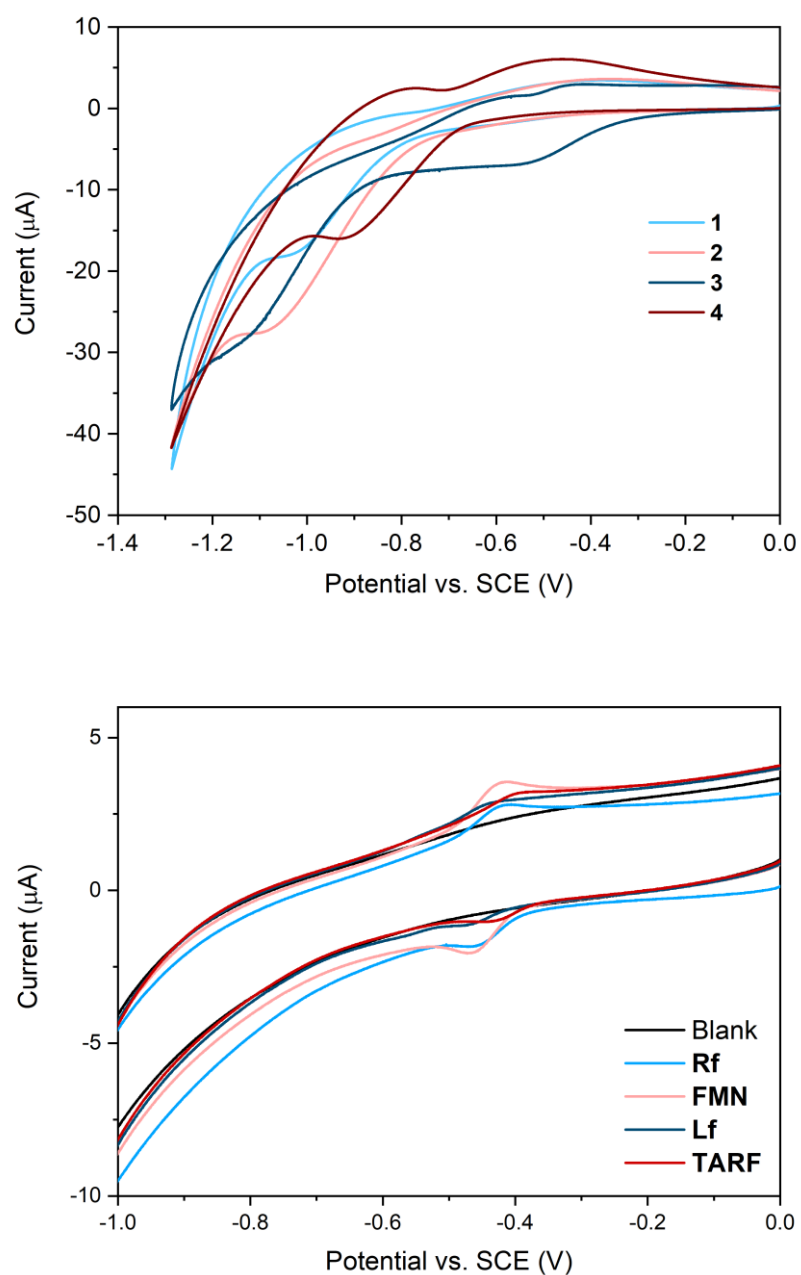 10
0
-10
-20
-30
-40
-50
Current (μA)
1
2
3
4
-1.4 -1.2 -1.0 -0.8 -0.6 -0.4 -0.2 0.0
Potential vs. SCE (V)
5
0
-5
-10
Current (μA)
Blank
Rf
FMN
Lf
TARF
-1.0 -0.8 -0.6 -0.4 -0.2 0.0
Potential vs. SCE (V)